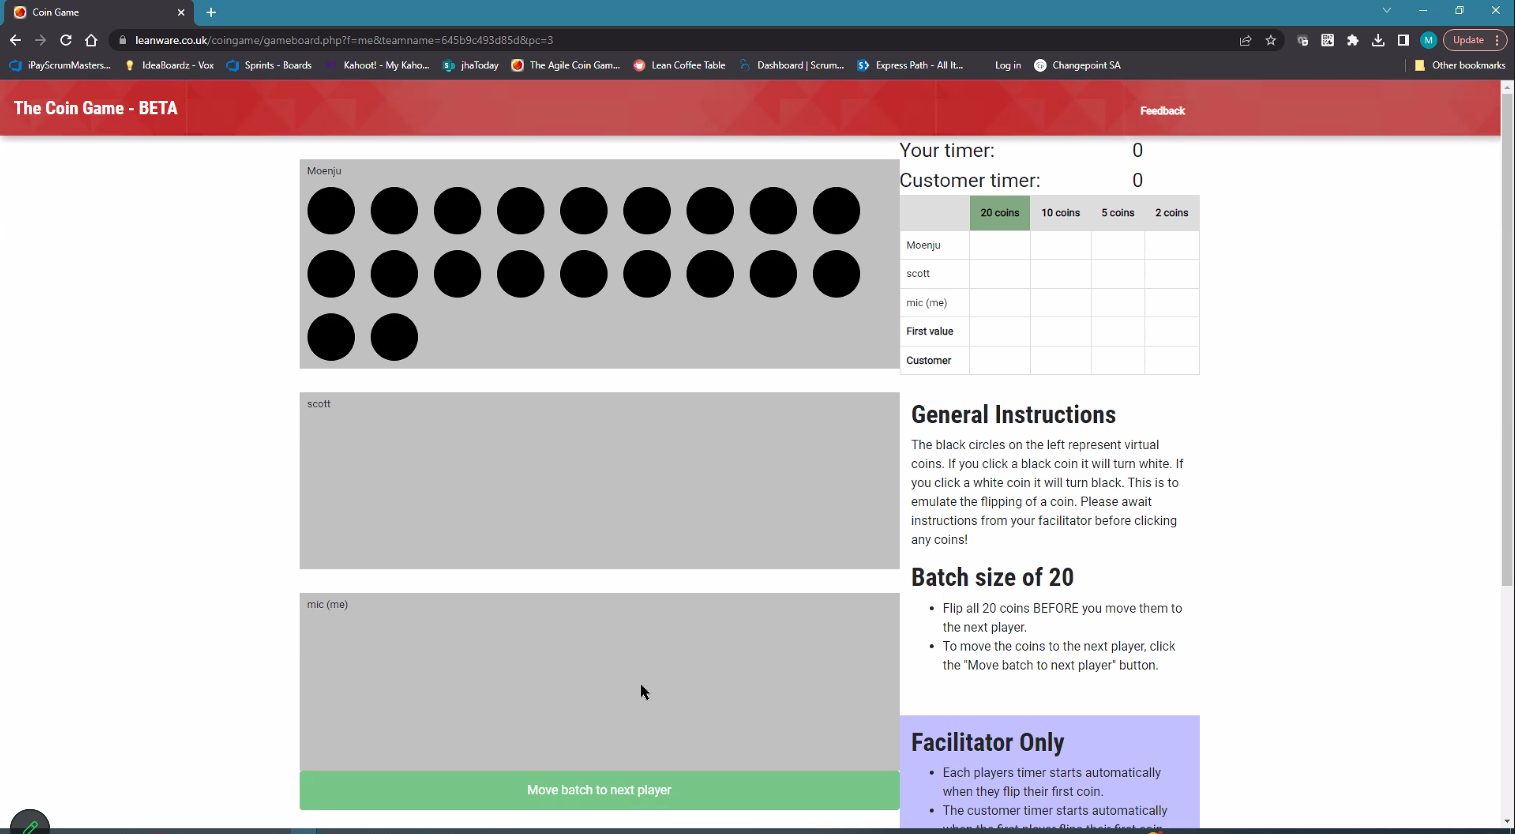 Coin Game
leanware.co.uk/coingame/gameboard.php?f=me&teamname=645b9c493d85d&pc=3
M
Update
iPayScrumMasters...
IdeaBoardz - Vox
Sprints - Boards
Kahoot! - My Kaho...
jhaToday
The Agile Coin Gam...
Lean Coffee Table
Dashboard | Scrum...
Express Path - All It...
Log in
Changepoint SA
Other bookmarks
The Coin Game - BETA
Feedback
Moenju
scott
mic (me)
Move batch to next player
Your timer: 0
Customer timer: 0
20 coins 10 coins 5 coins 2 coins
Moenju
scott
mic (me)
First value
Customer
General Instructions
The black circles on the left represent virtual
coins. If you click a black coin it will turn white. If
you click a white coin it will turn black. This is to
emulate the flipping of a coin. Please await
instructions from your facilitator before clicking
any coins!
Batch size of 20
• Flip all 20 coins BEFORE you move them to
the next player.
• To move the coins to the next player, click
the "Move batch to next player" button.
Facilitator Only
• Each players timer starts automatically
when they flip their first coin.
• The customer timer starts automatically
when the first player flips their first coin